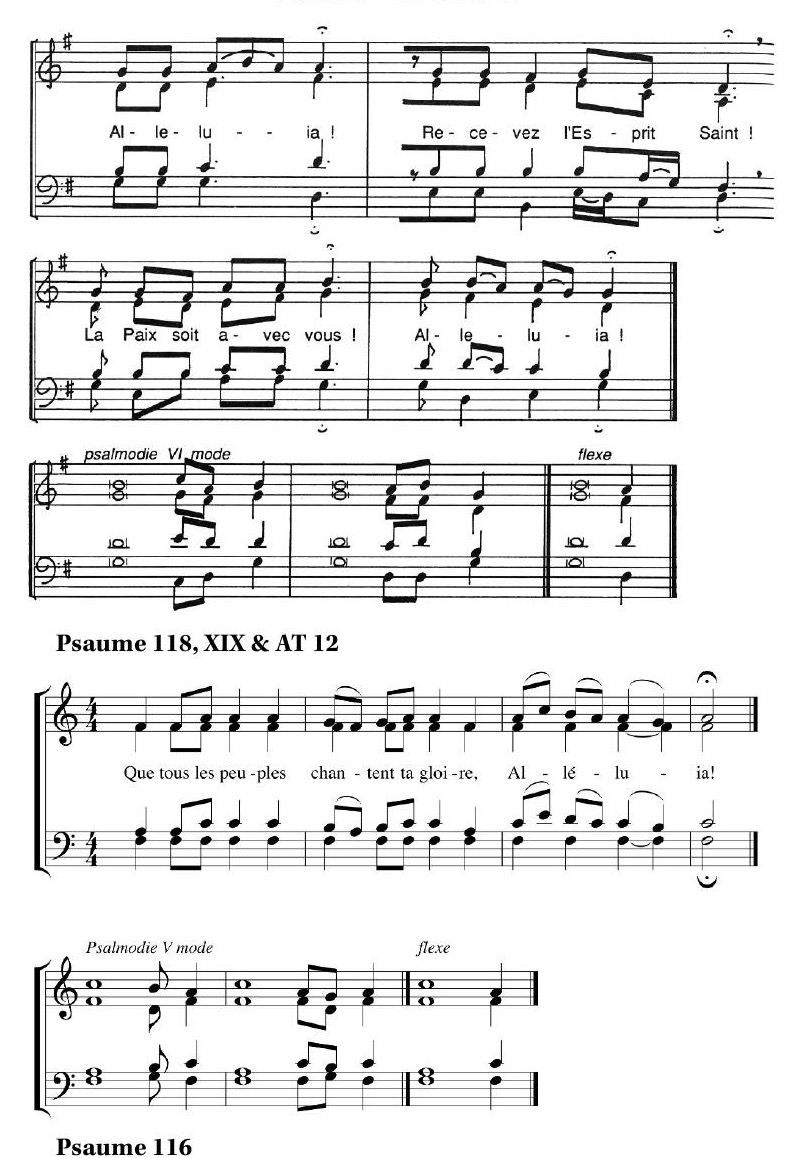 Al - le - lu - - ia ! Re - ce - vez l'Es - prit Saint !
La Paix soit a - vec vous ! Al - le - lu - ia !
psalmodie VI mode flexe
Psaume 118, XIX & AT 12
Que tous les peu - ples chan - tent ta gloi - re, Al - lé - lu - ia!
Psalmodie V mode flexe
Psaume 116